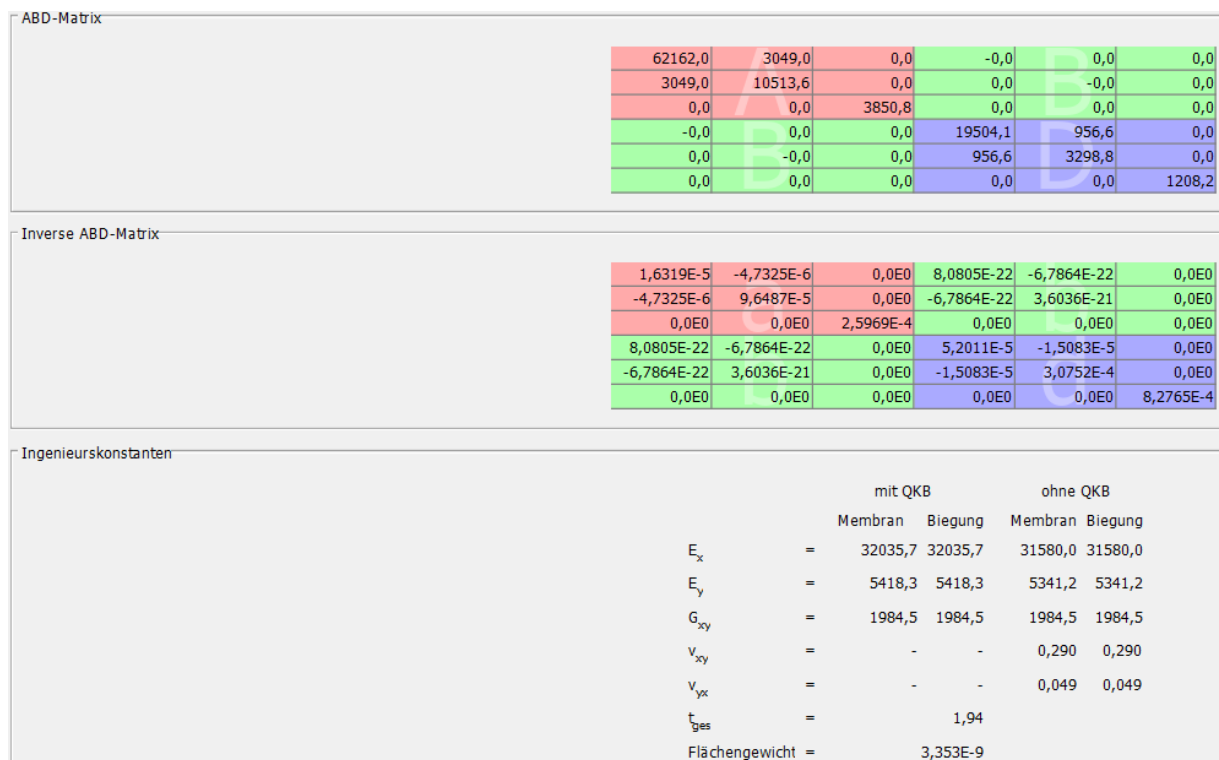 ABD-Matrix
62162,0 3049,0 0,0 -0,0 0,0 0,0
3049,0 10513,6 0,0 0,0 -0,0 0,0
0,0 0,0 3850,8 0,0 0,0 0,0
-0,0 0,0 0,0 19504,1 956,6 0,0
0,0 -0,0 0,0 956,6 3298,8 0,0
0,0 0,0 0,0 0,0 0,0 1208,2
A B
B D
Inverse ABD-Matrix
1,6319E-5 -4,7325E-6 0,0E0 8,0805E-22 -6,7864E-22 0,0E0
-4,7325E-6 9,6487E-5 0,0E0 -6,7864E-22 3,6036E-21 0,0E0
0,0E0 0,0E0 2,5969E-4 0,0E0 0,0E0 0,0E0
8,0805E-22 -6,7864E-22 0,0E0 5,2011E-5 -1,5083E-5 0,0E0
-6,7864E-22 3,6036E-21 0,0E0 -1,5083E-5 3,0752E-4 0,0E0
0,0E0 0,0E0 0,0E0 0,0E0 0,0E0 8,2765E-4
a b
b d
Ingenieurskonstanten
mit QKB ohne QKB
Membran Biegung Membran Biegung
Ex = 32035,7 32035,7 31580,0 31580,0
Ey = 5418,3 5418,3 5341,2 5341,2
Gxy = 1984,5 1984,5 1984,5 1984,5
vxy = - - 0,290 0,290
vyx = - - 0,049 0,049
tges = 1,94
Flächengewicht = 3,353E-9